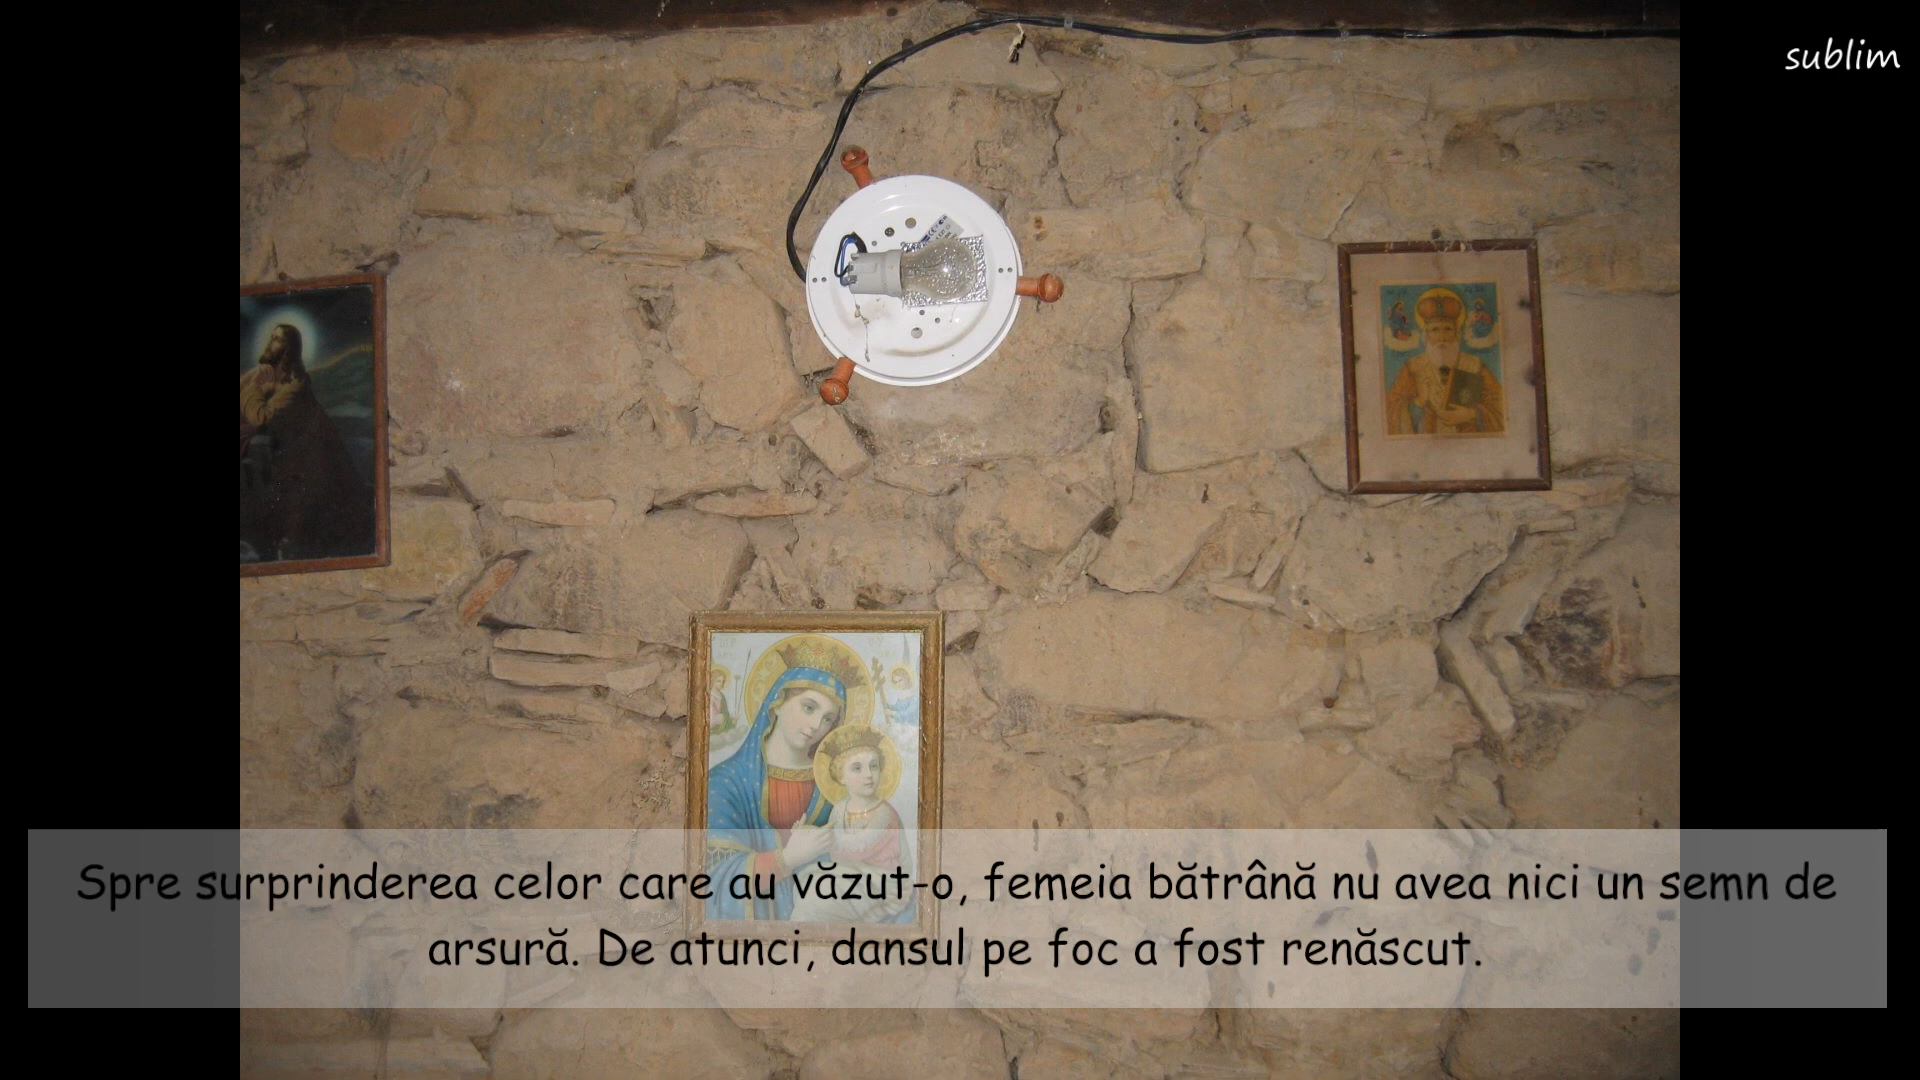 sublim
Spre surprinderea celor care au văzut-o, femeia bătrână nu avea nici un semn de
arsură. De atunci, dansul pe foc a fost renăscut.